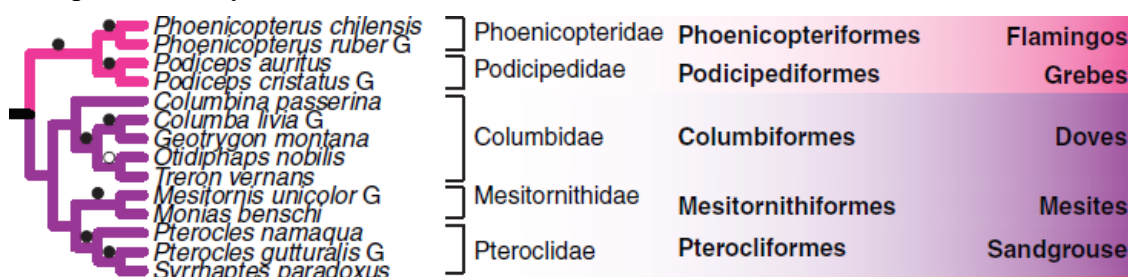 Phoenicopterus chilensis
Phoenicopterus ruber G
Phoenicopteridae Phoenicopteriformes Flamingos
Podiceps auritus
Podiceps cristatus G
Podicipedidae Podicipediformes Grebes
Columbina passerina
Columba livia G
Geotrygon montana
Otidiphaps nobilis
Treron vernans
Columbidae Columbiformes Doves
Mesitornis unicolor G
Monias benschi
Mesitornithidae Mesitornithiformes Mesites
Pterocles namaqua
Pterocles gutturalis G
Syrrhaptes paradoxus
Pteroclidae Pterocliformes Sandgrouse